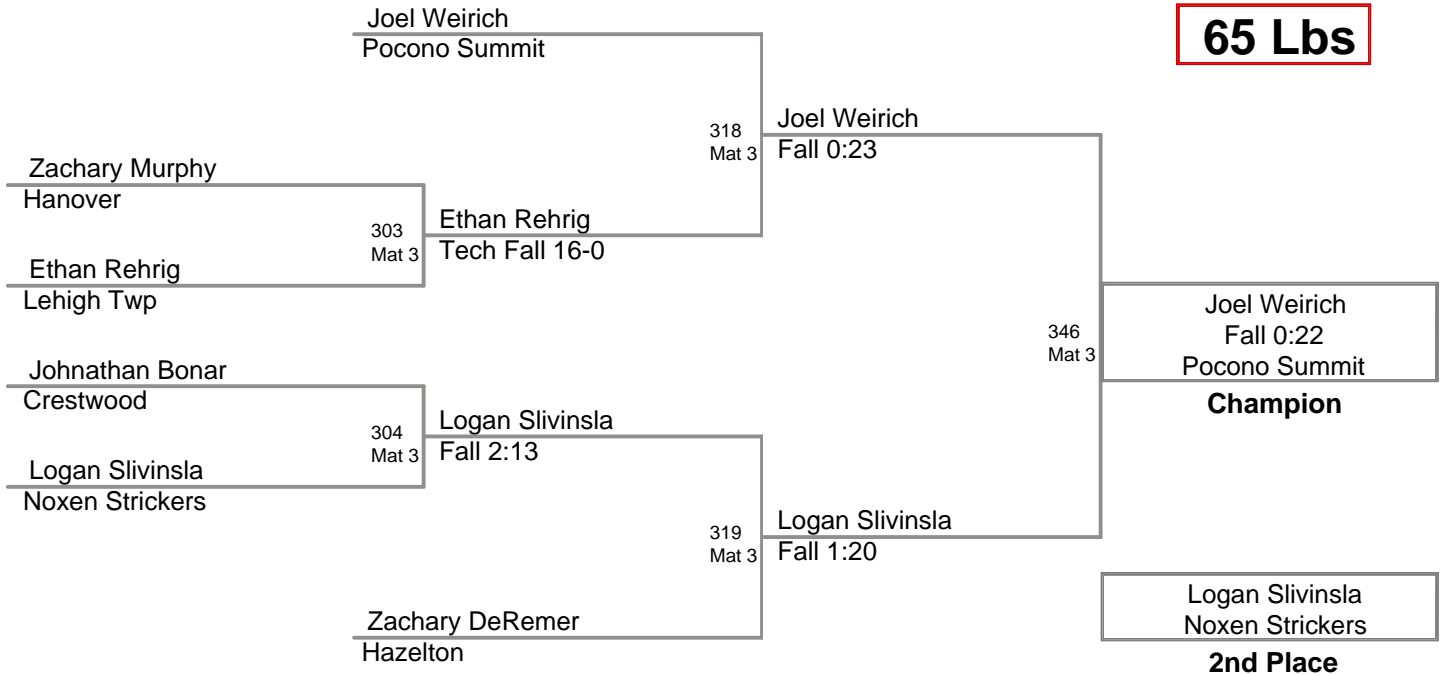 Joel Weirich
Pocono Summit
65 Lbs
318
Mat 3
Joel Weirich
Fall 0:23
Zachary Murphy
Hanover
303
Mat 3
Ethan Rehrig
Tech Fall 16-0
Ethan Rehrig
Lehigh Twp
346
Mat 3
Joel Weirich
Fall 0:22
Pocono Summit
Champion
Johnathan Bonar
Crestwood
304
Mat 3
Logan Slivinsla
Fall 2:13
Logan Slivinsla
Noxen Strickers
319
Mat 3
Logan Slivinsla
Fall 1:20
Zachary DeRemer
Hazelton
Logan Slivinsla
Noxen Strickers
2nd Place